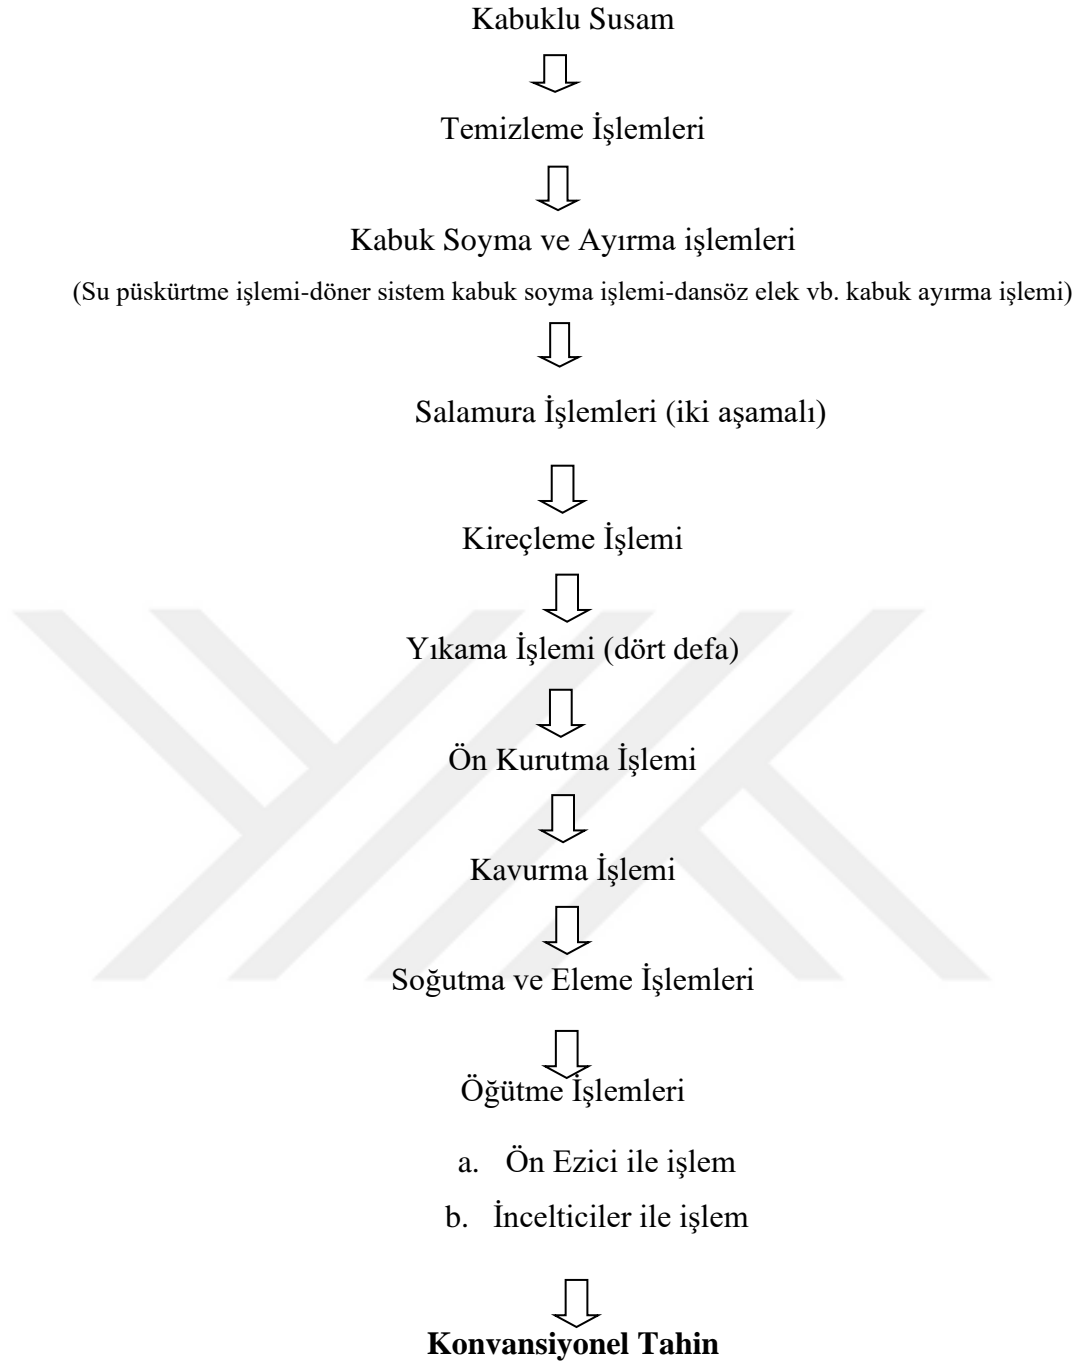 Kabuklu Susam
Temizleme İşlemleri
Kabuk Soyma ve Ayırma işlemleri
(Su püskürtme işlemi-döner sistem kabuk soyma işlemi-dansöz elek vb. kabuk ayırma işlemi)
Salamura İşlemleri (iki aşamalı)
Kireçleme İşlemi
Yıkama İşlemi (dört defa)
Ön Kurutma İşlemi
Kavurma İşlemi
Soğutma ve Eleme İşlemleri
Öğütme İşlemleri
a. Ön Ezici ile işlem
b. İncelticiler ile işlem
Konvansiyonel Tahin